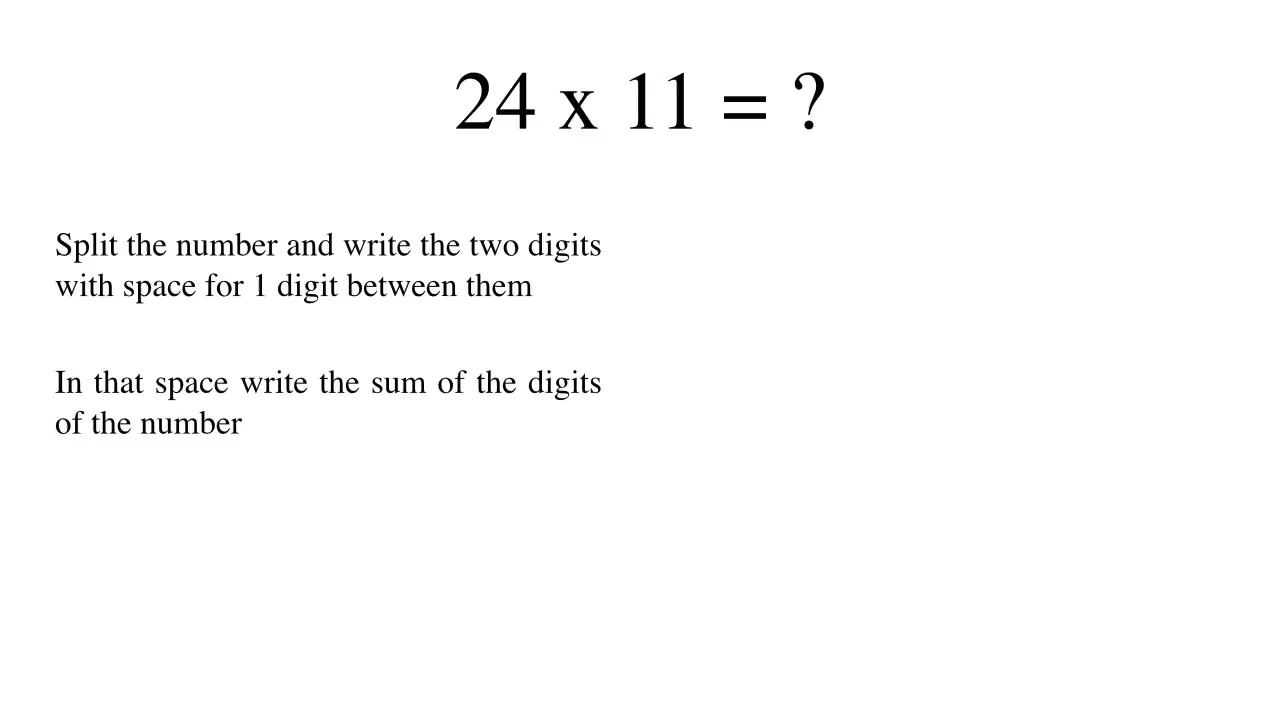 24 x 11 = ?
Split the number and write the two digits
with space for 1 digit between them
In that space write the sum of the digits
of the number